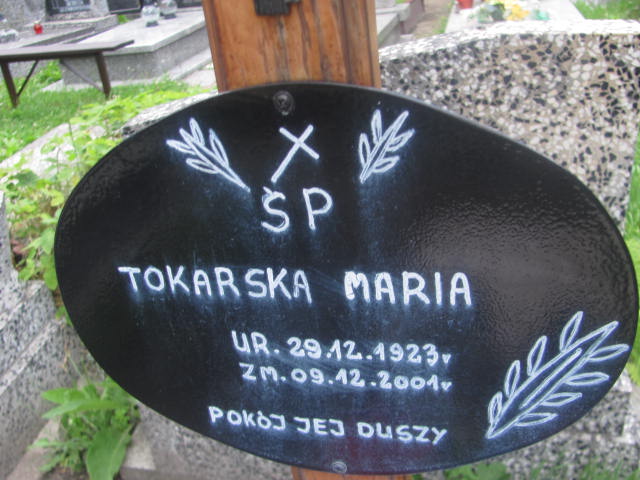 ŚP
TOKARSKA MARIA
UR. 29.12.1923r
ZM. 09.12.2001r
POKÓJ JEJ DUSZY